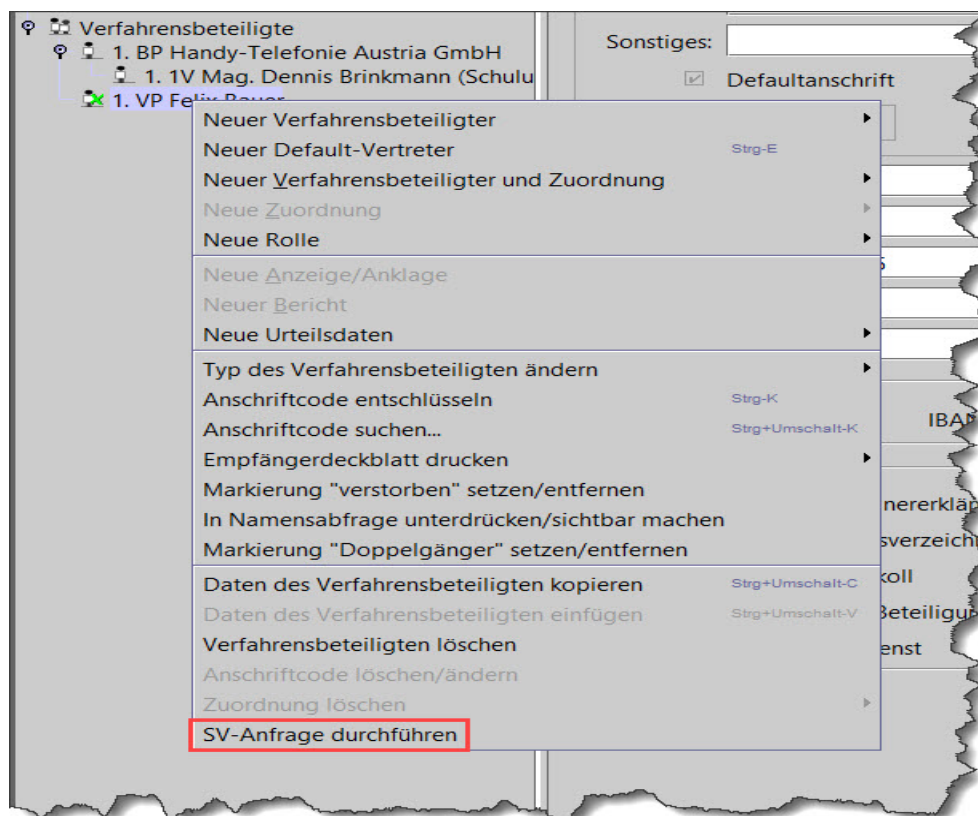 Verfahrensbeteiligte
1. BP Handy-Telefonie Austria GmbH
1. 1V Mag. Dennis Brinkmann (Schulu
1. VP Felix Bauer
Sonstiges:
Defaultanschrift
Neuer Verfahrensbeteiligter
Neuer Default-Vertreter Strg-E
Neuer Verfahrensbeteiligter und Zuordnung
Neue Zuordnung
Neue Rolle
Neue Anzeige/Anklage
Neuer Bericht
Neue Urteilsdaten
Typ des Verfahrensbeteiligten ändern
Anschriftcode entschlüsseln Strg-K
Anschriftcode suchen... Strg+Umschalt-K
Empfängerdeckblatt drucken
Markierung "verstorben" setzen/entfernen
In Namensabfrage unterdrücken/sichtbar machen
Markierung "Doppelgänger" setzen/entfernen
Daten des Verfahrensbeteiligten kopieren Strg+Umschalt-C
Daten des Verfahrensbeteiligten einfügen Strg+Umschalt-V
Verfahrensbeteiligten löschen
Anschriftcode löschen/ändern
Zuordnung löschen
SV-Anfrage durchführen
IBAN
nererklär
sverzeich
koll
Beteiligun
enst